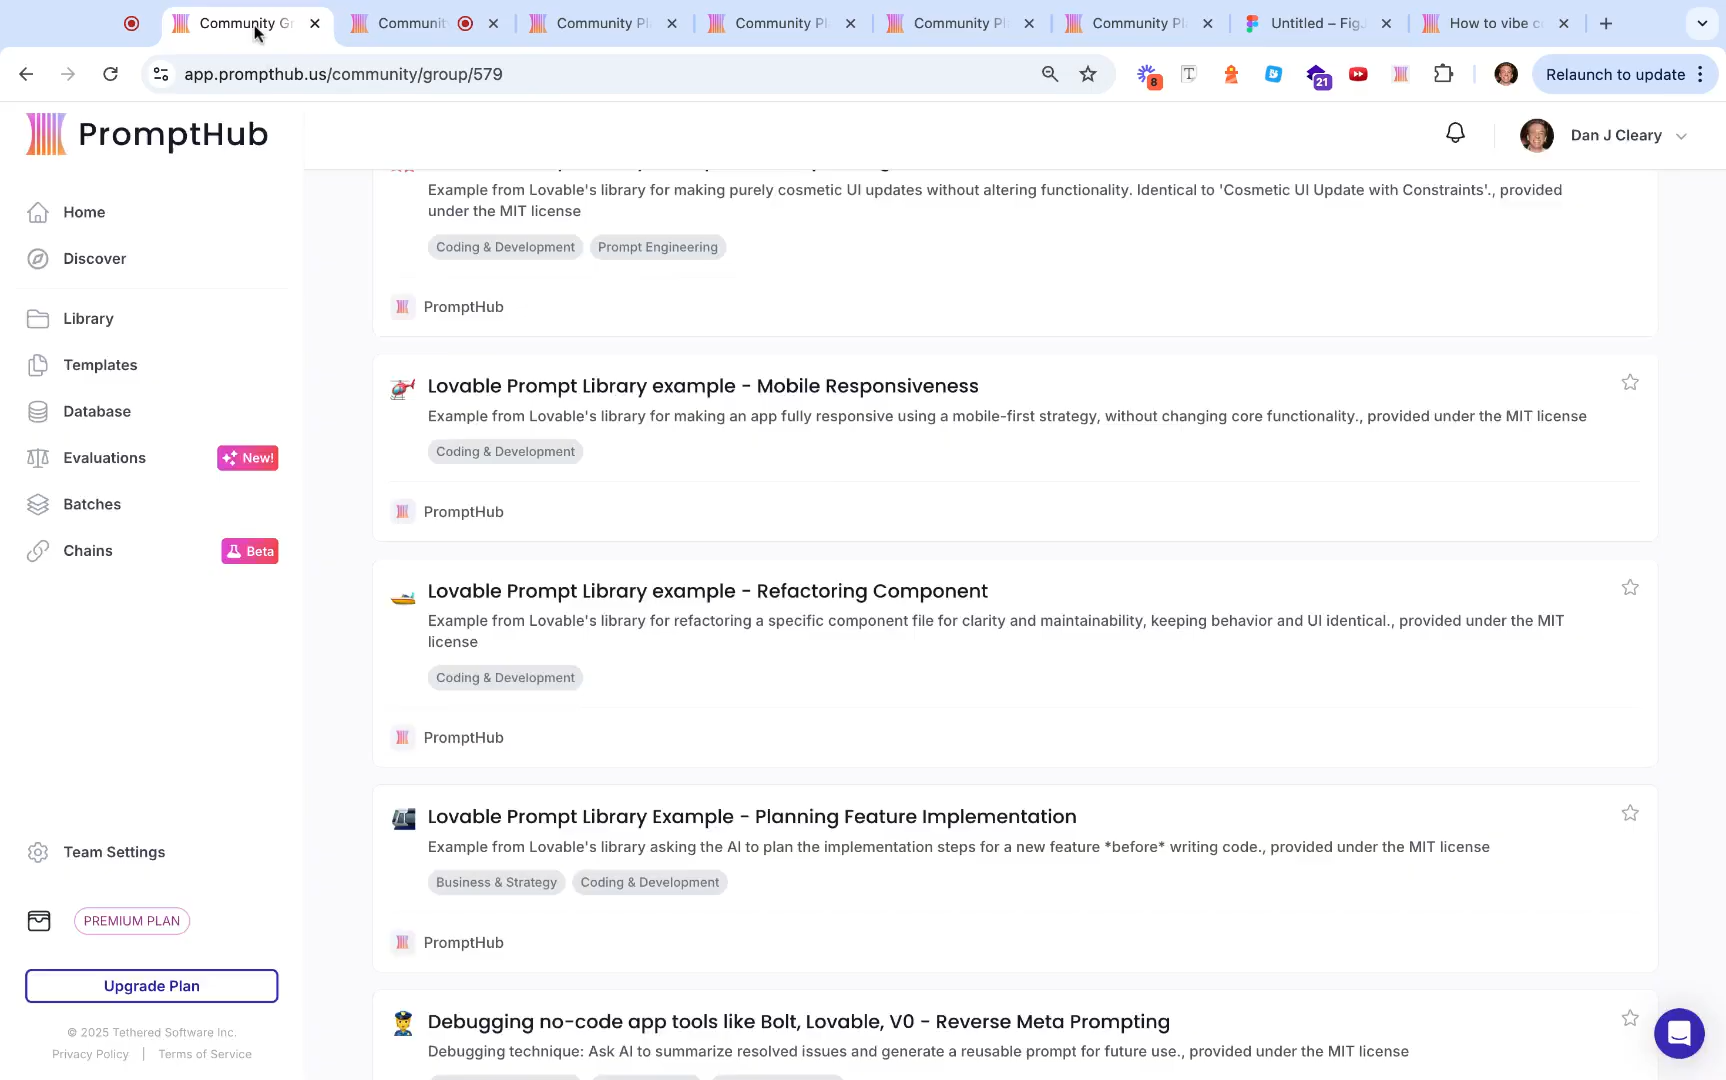 Community Gr
Community
Community Pl
Community Pl
Community Pl
Community Pl
Untitled – FigJ
How to vibe co
app.prompthub.us/community/group/579
8
21
Relaunch to update
PromptHub
Dan J Cleary
Home
Discover
Library
Templates
Database
Evaluations
New!
Batches
Chains
Beta
Team Settings
PREMIUM PLAN
Upgrade Plan
© 2025 Tethered Software Inc.
Privacy Policy | Terms of Service
Example from Lovable's library for making purely cosmetic UI updates without altering functionality. Identical to 'Cosmetic UI Update with Constraints'., provided
under the MIT license
Coding & Development
Prompt Engineering
PromptHub
Lovable Prompt Library example - Mobile Responsiveness
Example from Lovable's library for making an app fully responsive using a mobile-first strategy, without changing core functionality., provided under the MIT license
Coding & Development
PromptHub
Lovable Prompt Library example - Refactoring Component
Example from Lovable's library for refactoring a specific component file for clarity and maintainability, keeping behavior and UI identical., provided under the MIT
license
Coding & Development
PromptHub
Lovable Prompt Library Example - Planning Feature Implementation
Example from Lovable's library asking the AI to plan the implementation steps for a new feature *before* writing code., provided under the MIT license
Business & Strategy
Coding & Development
PromptHub
Debugging no-code app tools like Bolt, Lovable, V0 - Reverse Meta Prompting
Debugging technique: Ask AI to summarize resolved issues and generate a reusable prompt for future use., provided under the MIT license